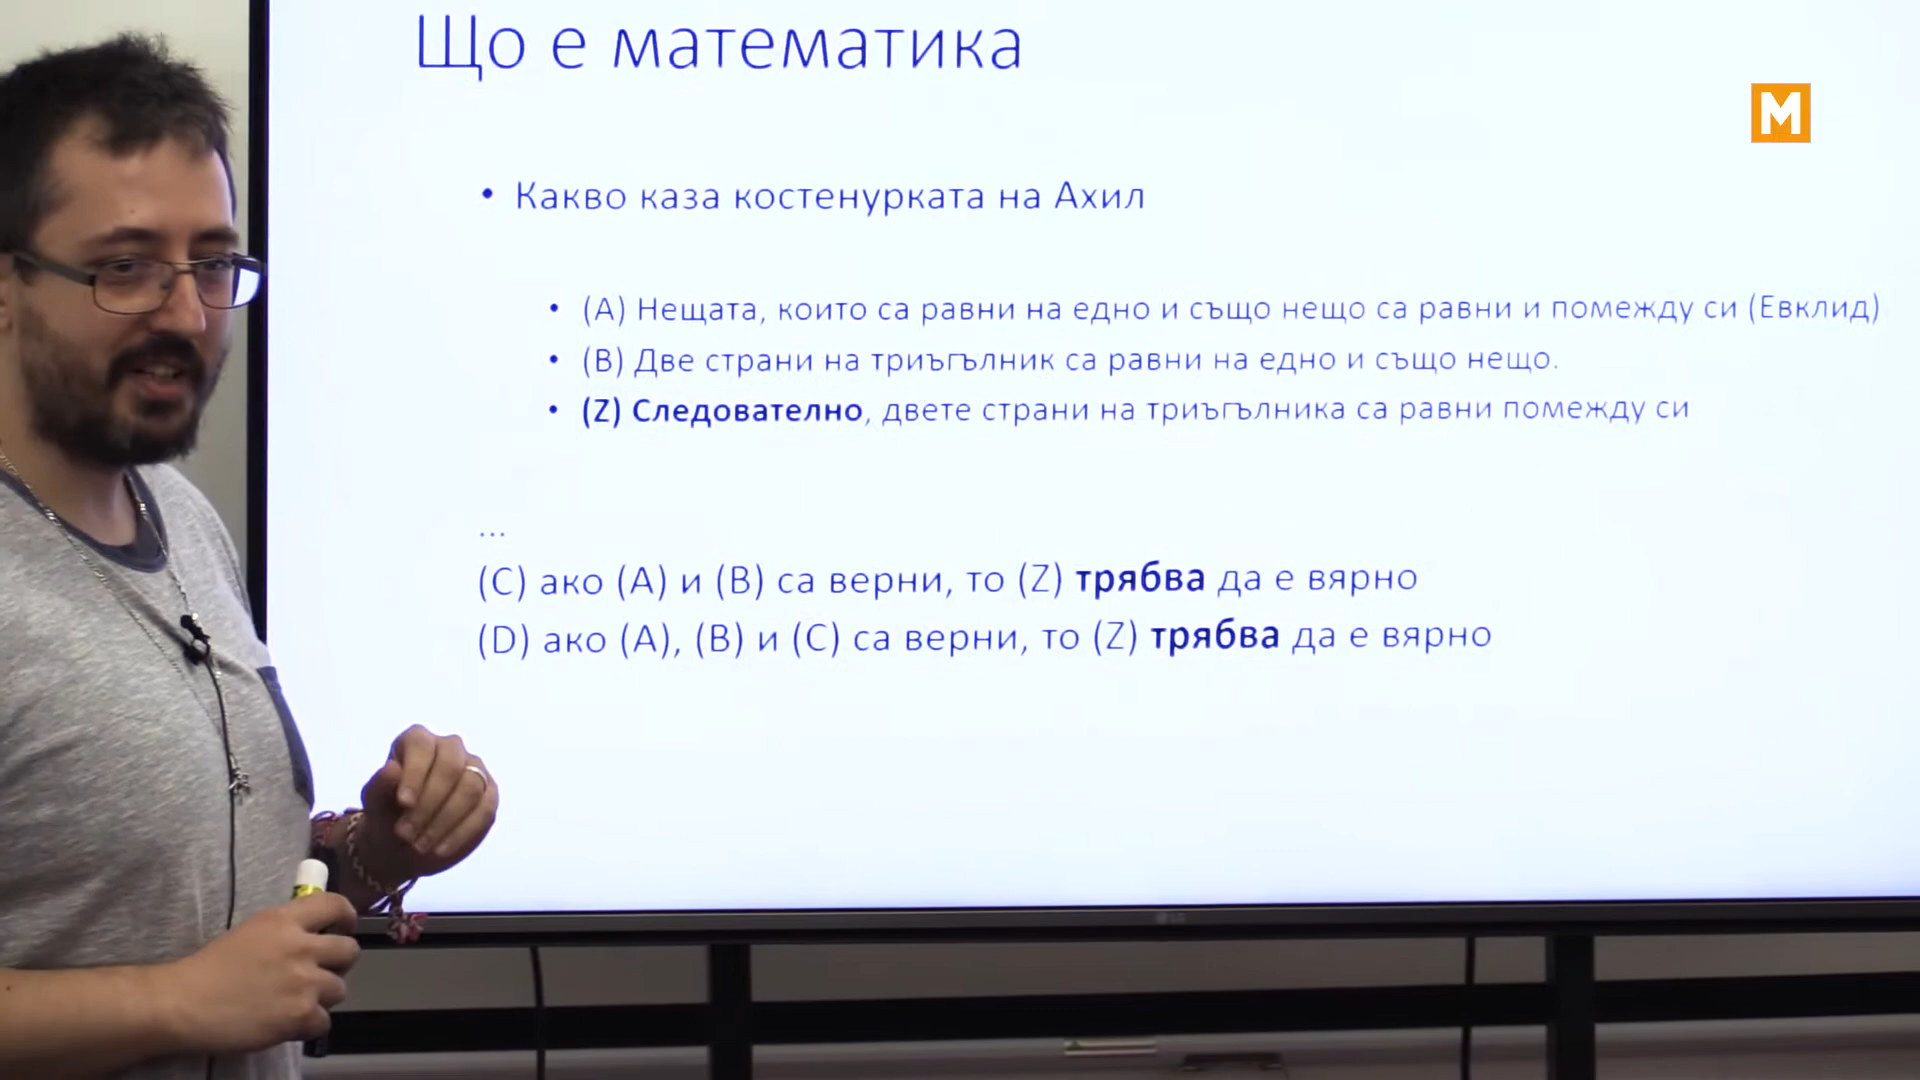 Що е математика
M
• Какво каза костенурката на Ахил
• (A) Нещата, които са равни на едно и също нещо са равни и помежду си (Евклид)
• (B) Две страни на триъгълник са равни на едно и също нещо.
• (Z) Следователно, двете страни на триъгълника са равни помежду си
...
(C) ако (A) и (B) са верни, то (Z) трябва да е вярно
(D) ако (A), (B) и (C) са верни, то (Z) трябва да е вярно
LG